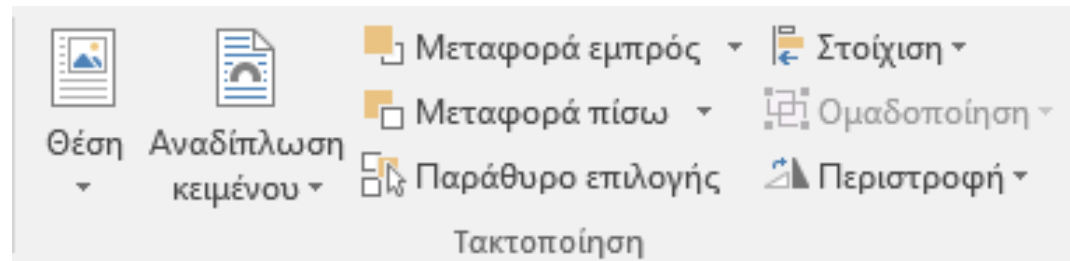 Θέση
Αναδίπλωση
κειμένου
Μεταφορά εμπρός
Μεταφορά πίσω
Παράθυρο επιλογής
Στοίχιση
Ομαδοποίηση
Περιστροφή
Τακτοποίηση